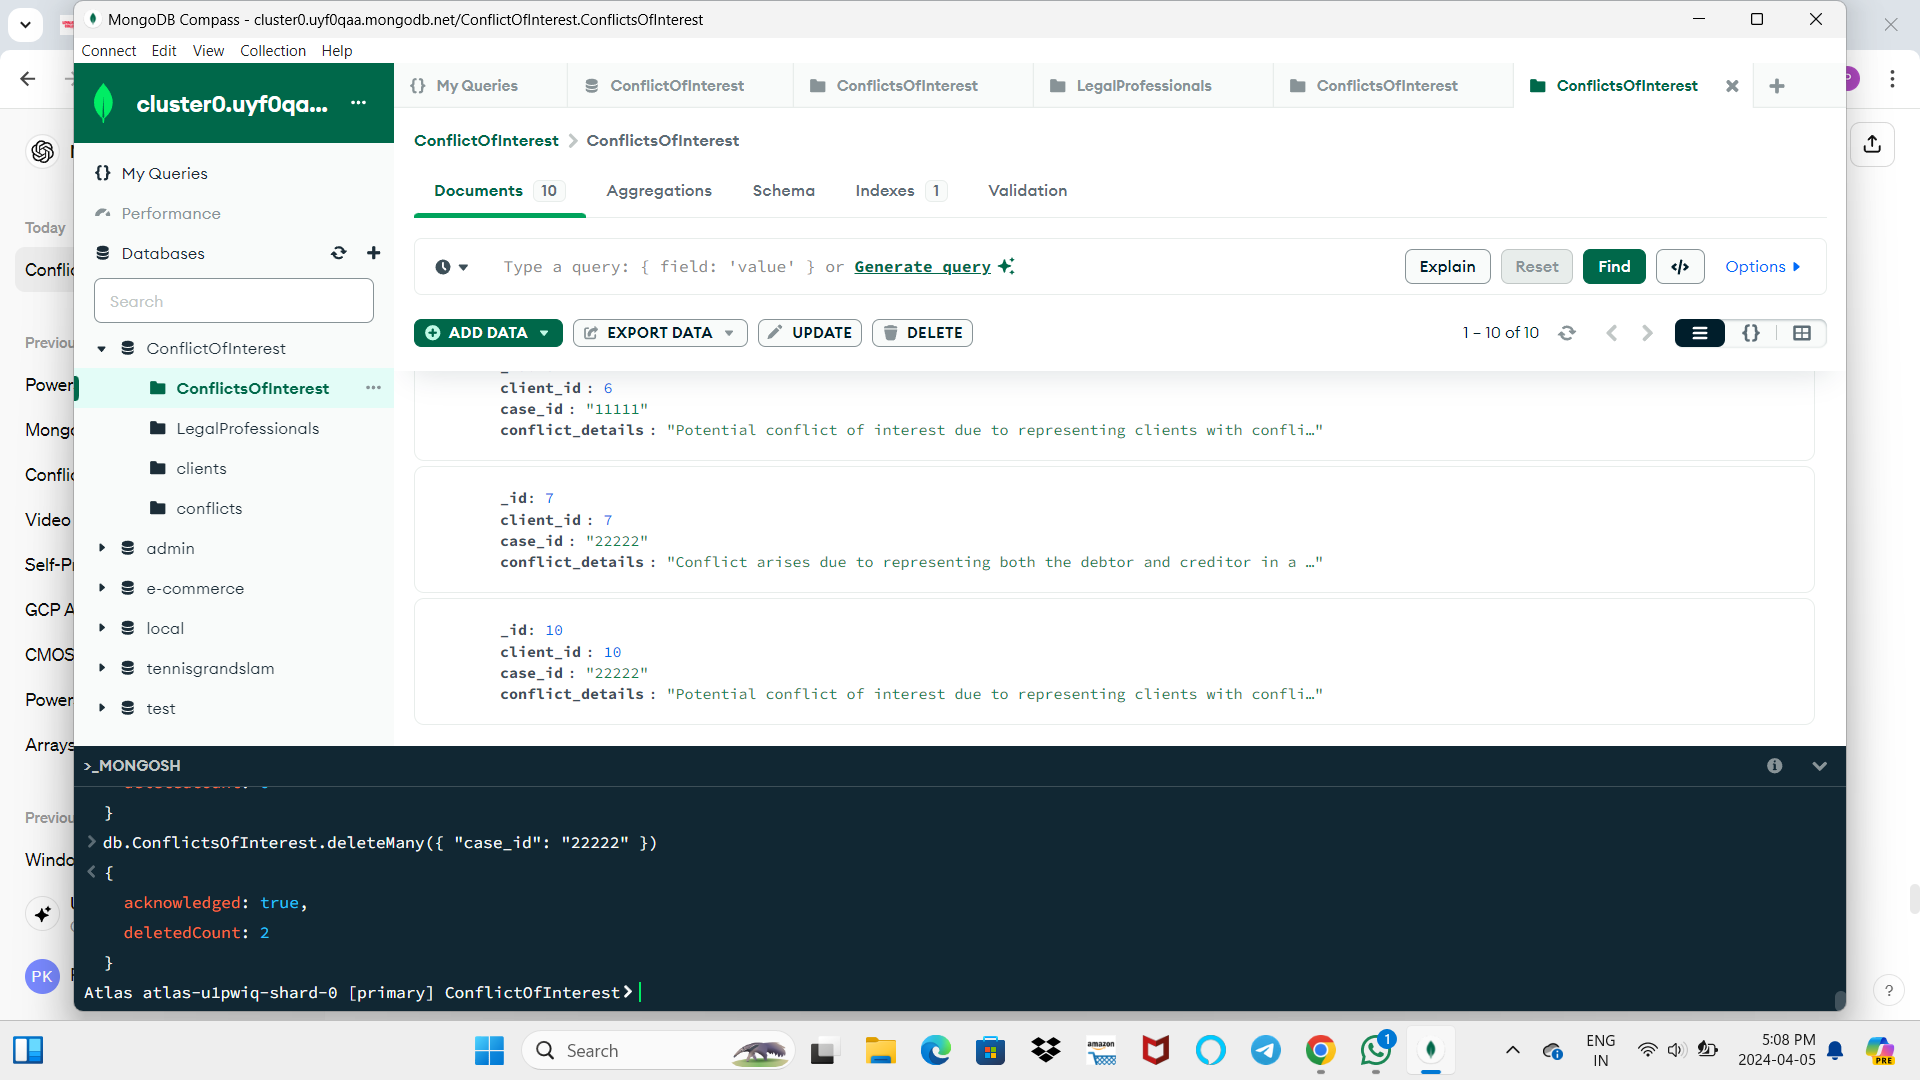 MongoDB Compass - cluster0.uyf0qaa.mongodb.net/ConflictOfInterest.ConflictsOfInterest
Connect Edit View Collection Help
cluster0.uyf0qa...
My Queries
ConflictOfInterest
ConflictsOfInterest
LegalProfessionals
ConflictsOfInterest
ConflictsOfInterest
ConflictOfInterest > ConflictsOfInterest
My Queries
Performance
Databases
Search
ConflictOfInterest
ConflictsOfInterest
LegalProfessionals
clients
conflicts
admin
e-commerce
local
tennisgrandslam
test
Documents 10
Aggregations
Schema
Indexes 1
Validation
Type a query: { field: 'value' } or Generate query
Explain
Reset
Find
</>
Options
ADD DATA
EXPORT DATA
UPDATE
DELETE
1 – 10 of 10
{}
client_id : 6
case_id : "11111"
conflict_details : "Potential conflict of interest due to representing clients with confli…"
_id: 7
client_id : 7
case_id : "22222"
conflict_details : "Conflict arises due to representing both the debtor and creditor in a …"
_id: 10
client_id : 10
case_id : "22222"
conflict_details : "Potential conflict of interest due to representing clients with confli…"
>_MONGOSH
}
> db.ConflictsOfInterest.deleteMany({ "case_id": "22222" })
< {
acknowledged: true,
deletedCount: 2
}
Atlas atlas-u1pwiq-shard-0 [primary] ConflictOfInterest>
Today
Conflic
Previou
Power
Mongo
Conflic
Video
Self-Pr
GCP A
CMOS
Power
Arrays
Previou
Windo
PK
?
Search
amazon
1
PRE
ENG
IN
5:08 PM
2024-04-05